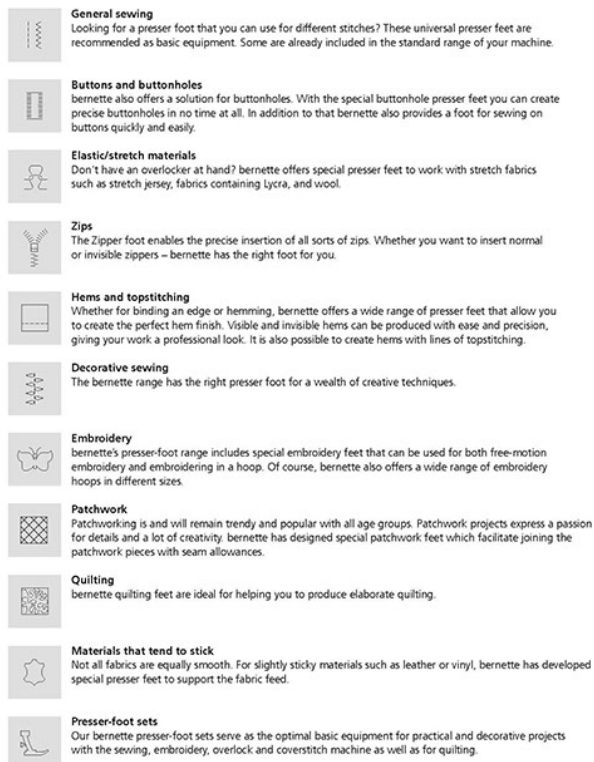 General sewing
Looking for a presser foot that you can use for different stitches? These universal presser feet are
recommended as basic equipment. Some are already included in the standard range of your machine.
Buttons and buttonholes
bernette also offers a solution for buttonholes. With the special buttonhole presser feet you can create
precise buttonholes in no time at all. In addition to that bernette also provides a foot for sewing on
buttons quickly and easily.
Elastic/stretch materials
Don´t have an overlocker at hand? bernette offers special presser feet to work with stretch fabrics
such as stretch jersey, fabrics containing Lycra, and wool.
Zips
The Zipper foot enables the precise insertion of all sorts of zips. Whether you want to insert normal
or invisible zippers – bernette has the right foot for you.
Hems and topstitching
Whether for binding an edge or hemming, bernette offers a wide range of presser feet that allow you
to create the perfect hem finish. Visible and invisible hems can be produced with ease and precision,
giving your work a professional look. It is also possible to create hems with lines of topstitching.
Decorative sewing
The bernette range has the right presser foot for a wealth of creative techniques.
Embroidery
bernette's presser-foot range includes special embroidery feet that can be used for both free-motion
embroidery and embroidering in a hoop. Of course, bernette also offers a wide range of embroidery
hoops in different sizes.
Patchwork
Patchworking is and will remain trendy and popular with all age groups. Patchwork projects express a passion
for details and a lot of creativity. bernette has designed special patchwork feet which facilitate joining the
patchwork pieces with seam allowances.
Quilting
bernette quilting feet are ideal for helping you to produce elaborate quilting.
Materials that tend to stick
Not all fabrics are equally smooth. For slightly sticky materials such as leather or vinyl, bernette has developed
special presser feet to support the fabric feed.
Presser-foot sets
Our bernette presser-foot sets serve as the optimal basic equipment for practical and decorative projects
with the sewing, embroidery, overlock and coverstitch machine as well as for quilting.